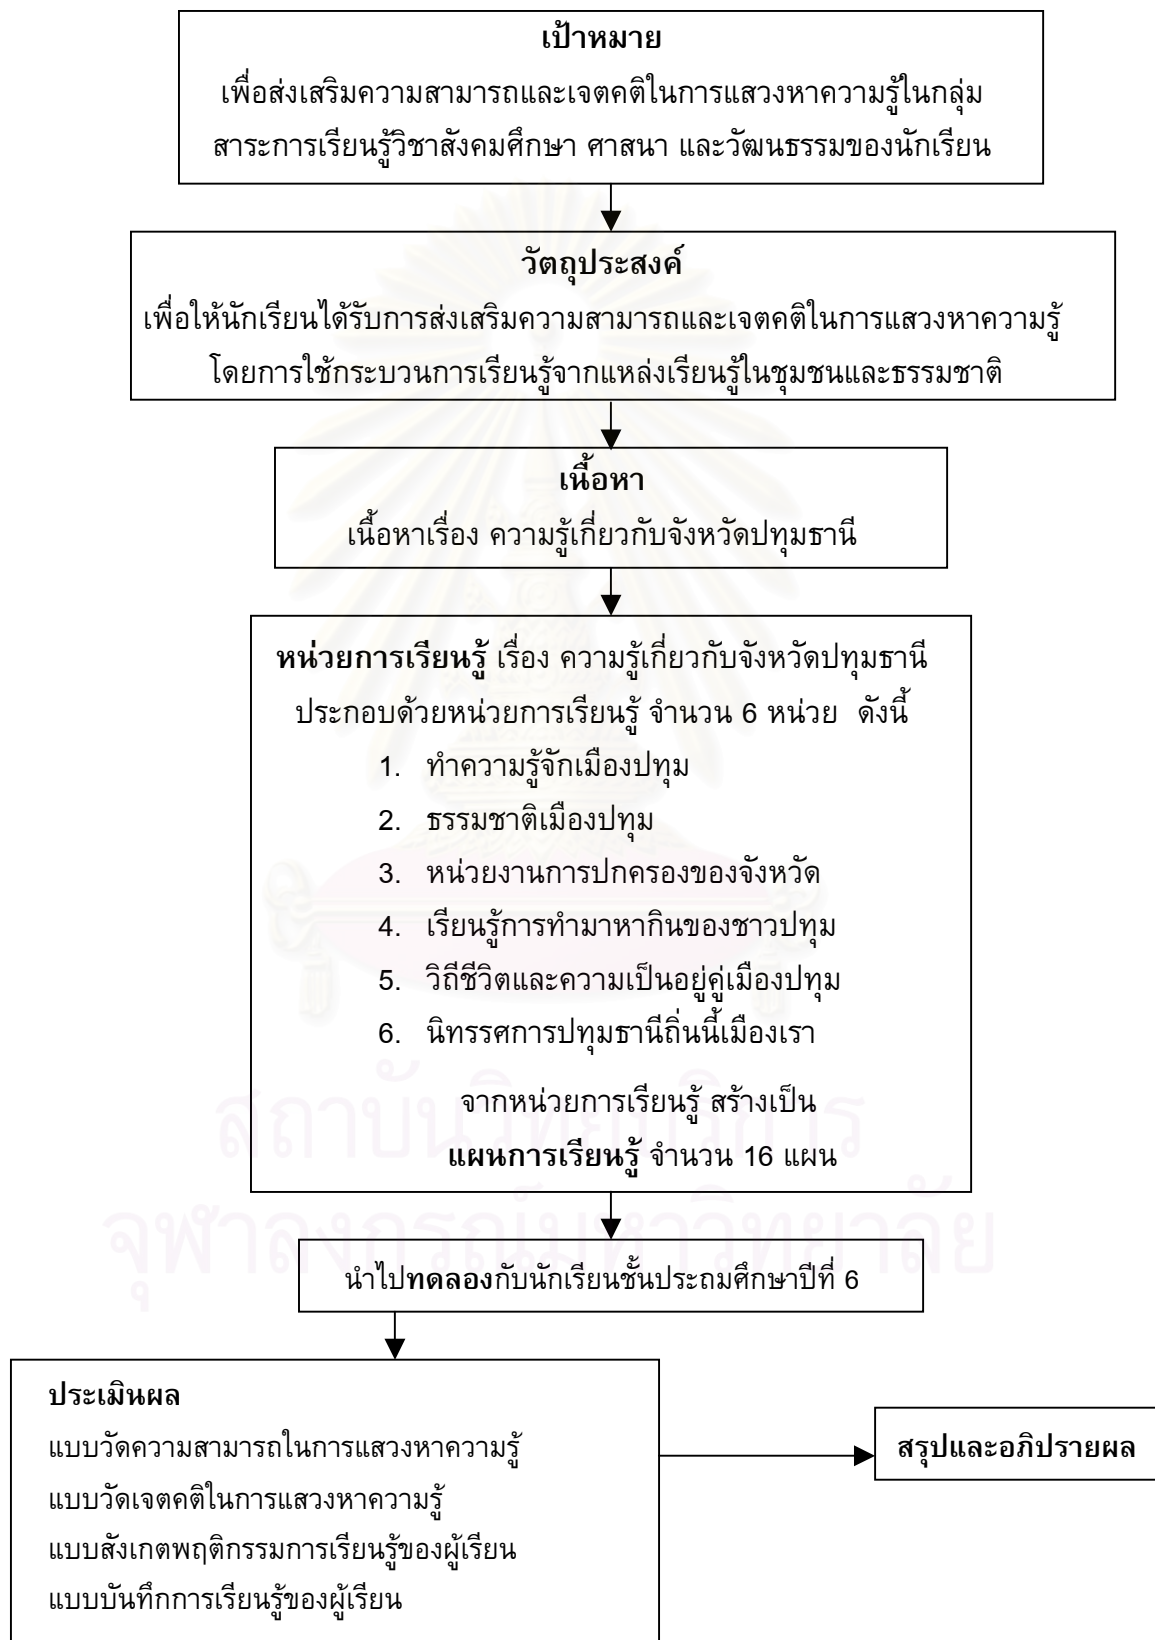 เป้าหมาย
เพื่อส่งเสริมความสามารถและเจตคติในการแสวงหาความรู้ในกลุ่ม
สาระการเรียนรู้วิชาสังคมศึกษา ศาสนา และวัฒนธรรมของนักเรียน
วัตถุประสงค์
เพื่อให้นักเรียนได้รับการส่งเสริมความสามารถและเจตคติในการแสวงหาความรู้
โดยการใช้กระบวนการเรียนรู้จากแหล่งเรียนรู้ในชุมชนและธรรมชาติ
เนื้อหา
เนื้อหาเรื่อง ความรู้เกี่ยวกับจังหวัดปทุมธานี
หน่วยการเรียนรู้ เรื่อง ความรู้เกี่ยวกับจังหวัดปทุมธานี
ประกอบด้วยหน่วยการเรียนรู้ จำนวน 6 หน่วย ดังนี้
1. ทำความรู้จักเมืองปทุม
2. ธรรมชาติเมืองปทุม
3. หน่วยงานการปกครองของจังหวัด
4. เรียนรู้การทำมาหากินของชาวปทุม
5. วิถีชีวิตและความเป็นอยู่คู่เมืองปทุม
6. นิทรรศการปทุมธานีถิ่นนี้เมืองเรา
จากหน่วยการเรียนรู้ สร้างเป็น
แผนการเรียนรู้ จำนวน 16 แผน
สถาบันวิทยบริการ
จุฬาลงกรณ์มหาวิทยาลัย
นำไปทดลองกับนักเรียนชั้นประถมศึกษาปีที่ 6
ประเมินผล
แบบวัดความสามารถในการแสวงหาความรู้
แบบวัดเจตคติในการแสวงหาความรู้
แบบสังเกตพฤติกรรมการเรียนรู้ของผู้เรียน
แบบบันทึกการเรียนรู้ของผู้เรียน
สรุปและอภิปรายผล